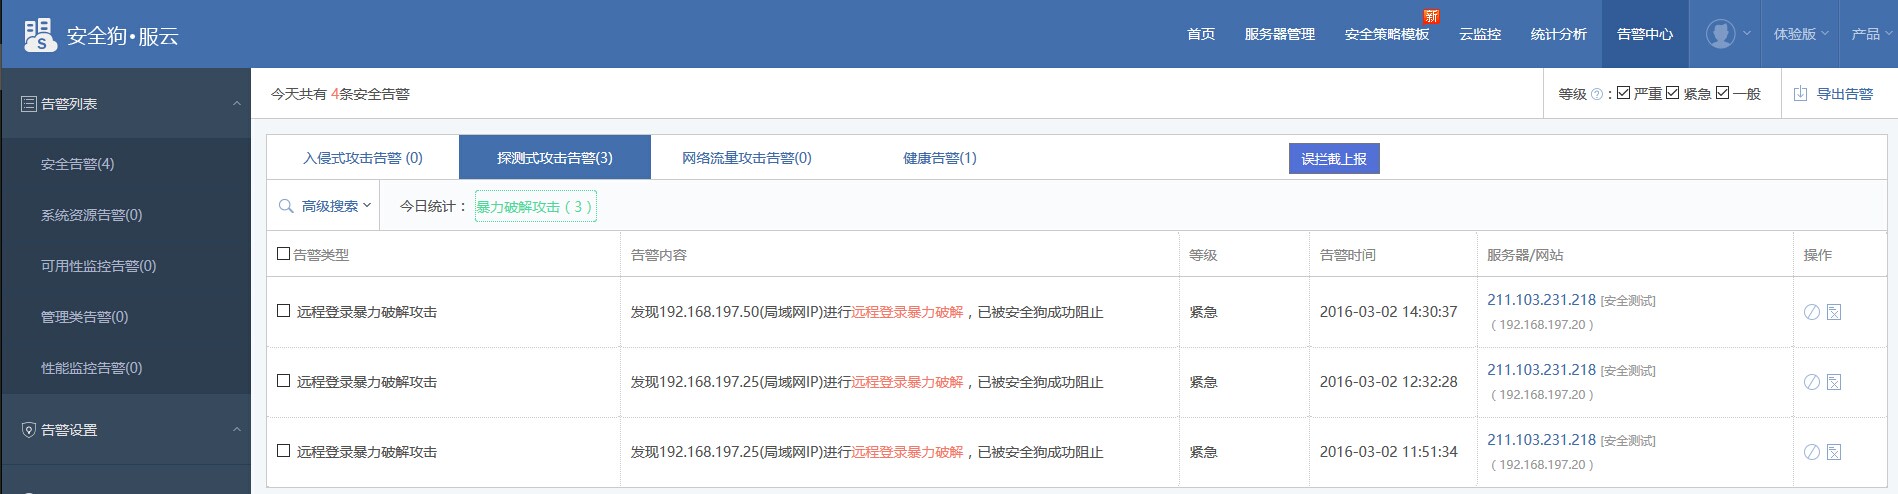 安全狗•服云
首页 服务器管理 安全策略模板 新 云监控 统计分析 告警中心 体验版 产品
告警列表
安全告警(4)
系统资源告警(0)
可用性监控告警(0)
管理类告警(0)
性能监控告警(0)
告警设置
今天共有 4条安全告警
等级 ? : 严重 紧急 一般 导出告警
入侵式攻击告警 (0) 探测式攻击告警(3) 网络流量攻击告警(0) 健康告警(1) 误拦截上报
高级搜索 今日统计： 暴力破解攻击（3）
告警类型 告警内容 等级 告警时间 服务器/网站 操作
远程登录暴力破解攻击 发现192.168.197.50(局域网IP)进行远程登录暴力破解，已被安全狗成功阻止 紧急 2016-03-02 14:30:37 211.103.231.218 [安全测试]
（192.168.197.20）
远程登录暴力破解攻击 发现192.168.197.25(局域网IP)进行远程登录暴力破解，已被安全狗成功阻止 紧急 2016-03-02 12:32:28 211.103.231.218 [安全测试]
（192.168.197.20）
远程登录暴力破解攻击 发现192.168.197.25(局域网IP)进行远程登录暴力破解，已被安全狗成功阻止 紧急 2016-03-02 11:51:34 211.103.231.218 [安全测试]
（192.168.197.20）